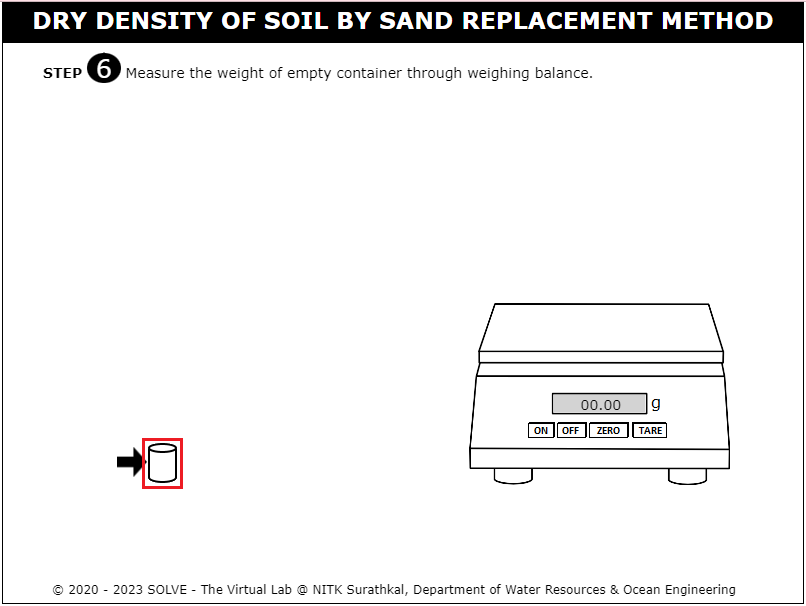 DRY DENSITY OF SOIL BY SAND REPLACEMENT METHOD
STEP 6 Measure the weight of empty container through weighing balance.
00.00 g
ON OFF ZERO TARE
© 2020 - 2023 SOLVE - The Virtual Lab @ NITK Surathkal, Department of Water Resources & Ocean Engineering